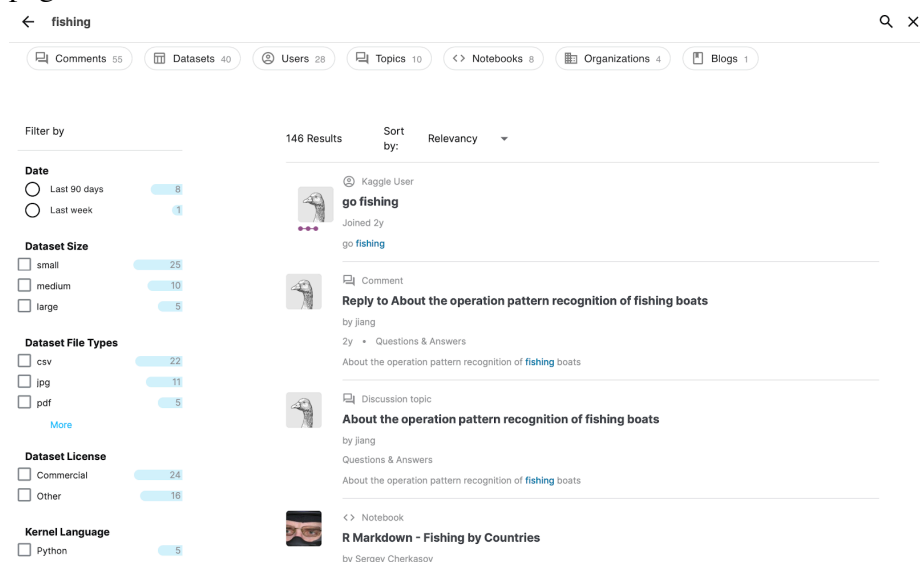 fishing
Comments 55 Datasets 40 Users 28 Topics 10 Notebooks 8 Organizations 4 Blogs 1
Filter by
Date
Last 90 days 8
Last week 1
Dataset Size
small 25
medium 10
large 5
Dataset File Types
csv 22
jpg 11
pdf 5
More
Dataset License
Commercial 24
Other 16
Kernel Language
Python 5
146 Results
Sort by:
Relevancy
Kaggle User
go fishing
Joined 2y
go fishing
Comment
Reply to About the operation pattern recognition of fishing boats
by jiang
2y • Questions & Answers
About the operation pattern recognition of fishing boats
Discussion topic
About the operation pattern recognition of fishing boats
by jiang
Questions & Answers
About the operation pattern recognition of fishing boats
Notebook
R Markdown - Fishing by Countries
by Sergey Cherkasov